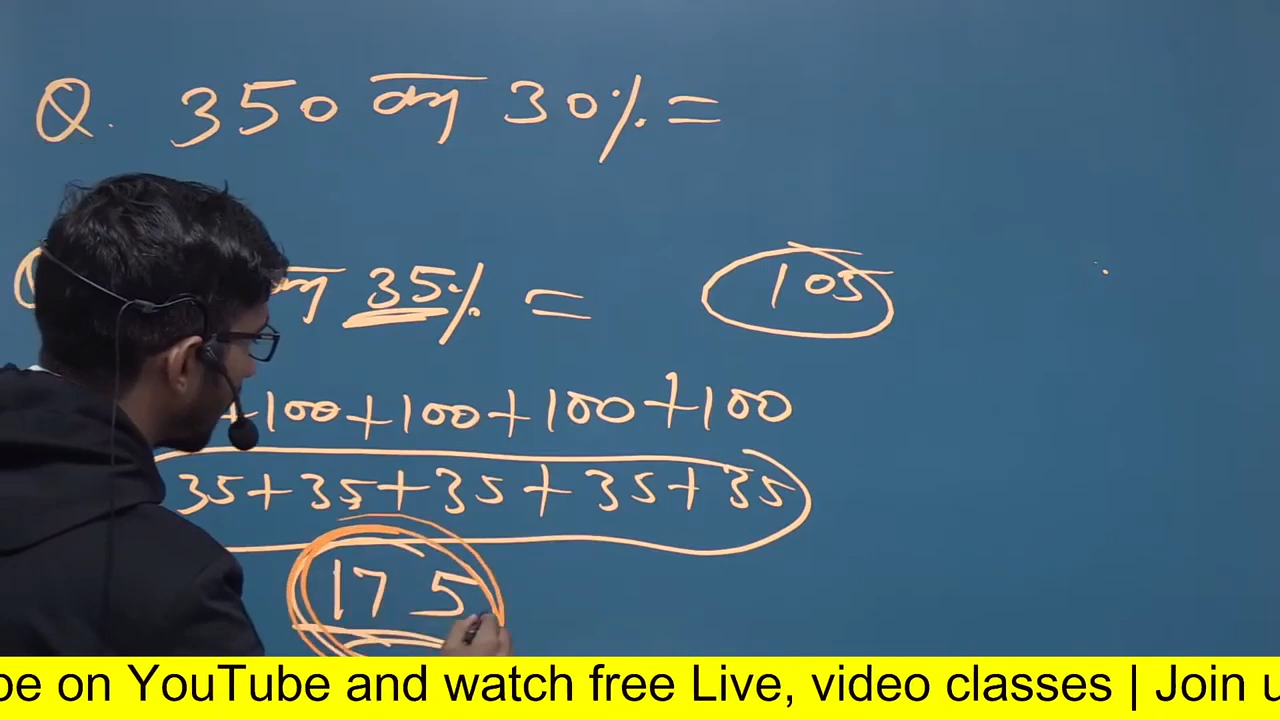 Q. 350 का 30% =
का 35% = 105
+100+100+100+100
35+35+35+35+35
175
be on YouTube and watch free Live, video classes | Join u